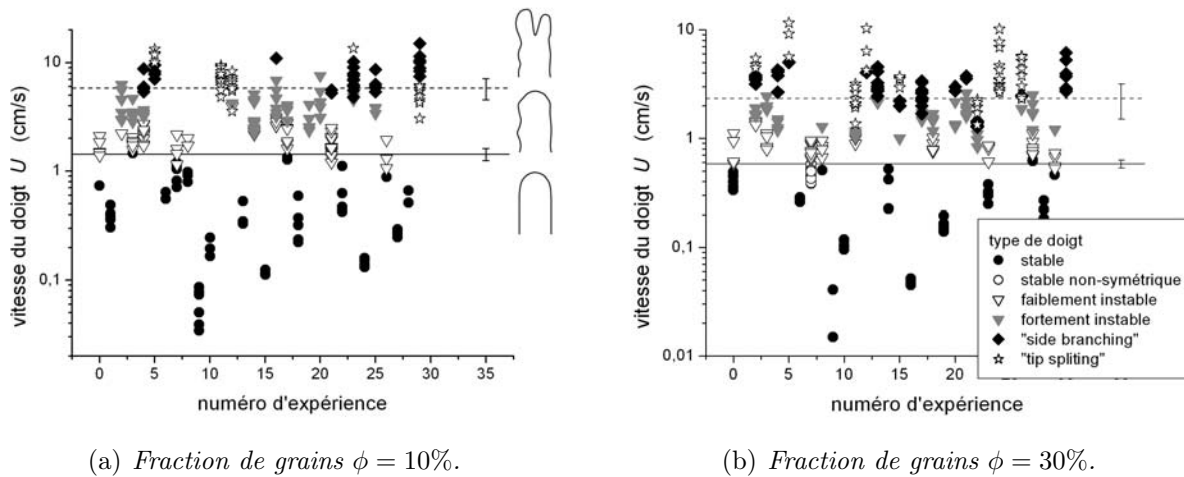 vitesse du doigt U (cm/s)
10
1
0,1
0 5 10 15 20 25 30 35
numéro d'expérience
(a) Fraction de grains ϕ = 10%.
vitesse du doigt U (cm/s)
10
1
0,1
0,01
0 5 10 15 20
numéro d'expérience
type de doigt
stable
stable non-symétrique
faiblement instable
fortement instable
"side branching"
"tip spliting"
(b) Fraction de grains ϕ = 30%.